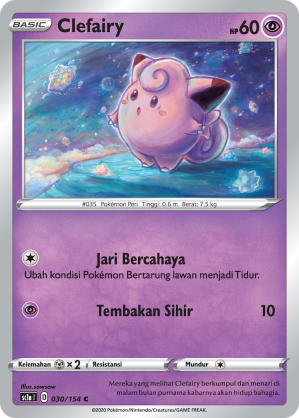 BASIC Clefairy HP60
#035 Pokémon Peri Tinggi: 0.6 m Berat: 7.5 kg
Jari Bercahaya
Ubah kondisi Pokémon Bertarung lawan menjadi Tidur.
Tembakan Sihir 10
Kelemahan ×2 Resistansi Mundur
Illus. sowsow
Mereka yang melihat Clefairy berkumpul dan menari di
malam bulan purnama kabarnya akan hidup bahagia.
sc1a I D 030/154 C
©2020 Pokémon/Nintendo/Creatures/GAME FREAK.